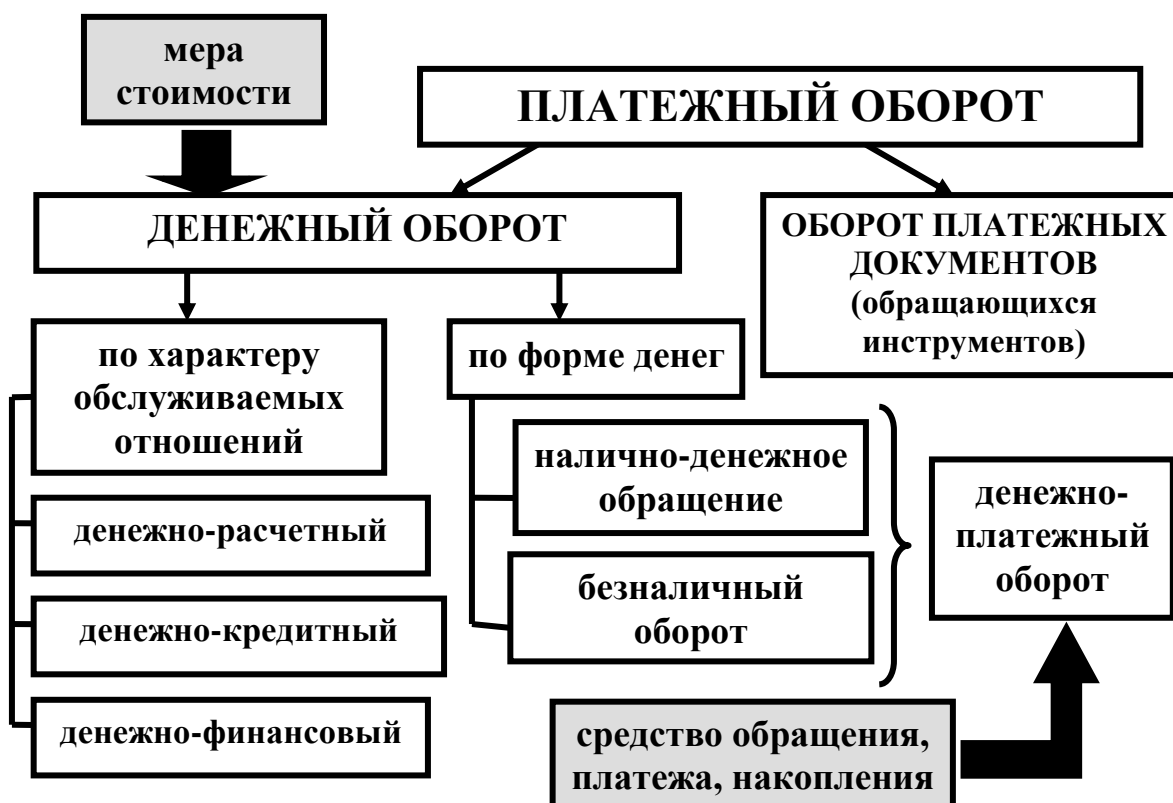 мера
стоимости
ПЛАТЕЖНЫЙ ОБОРОТ
ДЕНЕЖНЫЙ ОБОРОТ
ОБОРОТ ПЛАТЕЖНЫХ
ДОКУМЕНТОВ
(обращающихся
инструментов)
по характеру
обслуживаемых
отношений
по форме денег
налично-денежное
обращение
безналичный
оборот
денежно-
платежный
оборот
денежно-расчетный
денежно-кредитный
денежно-финансовый
средство обращения,
платежа, накопления